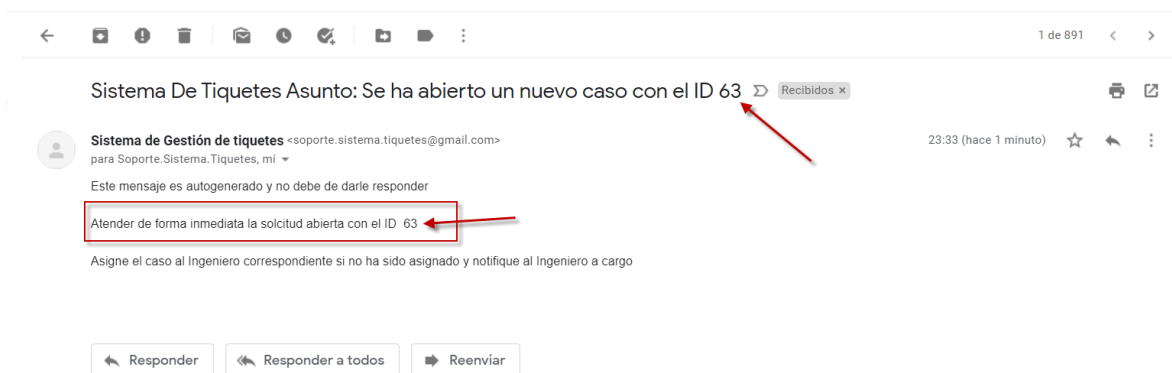 1 de 891
Sistema De Tiquetes Asunto: Se ha abierto un nuevo caso con el ID 63 Recibidos ×
Sistema de Gestión de tiquetes <soporte.sistema.tiquetes@gmail.com> 23:33 (hace 1 minuto)
para Soporte.Sistema.Tiquetes, mí
Este mensaje es autogenerado y no debe de darle responder
Atender de forma inmediata la solcitud abierta con el ID 63
Asigne el caso al Ingeniero correspondiente si no ha sido asignado y notifique al Ingeniero a cargo
Responder Responder a todos Reenviar